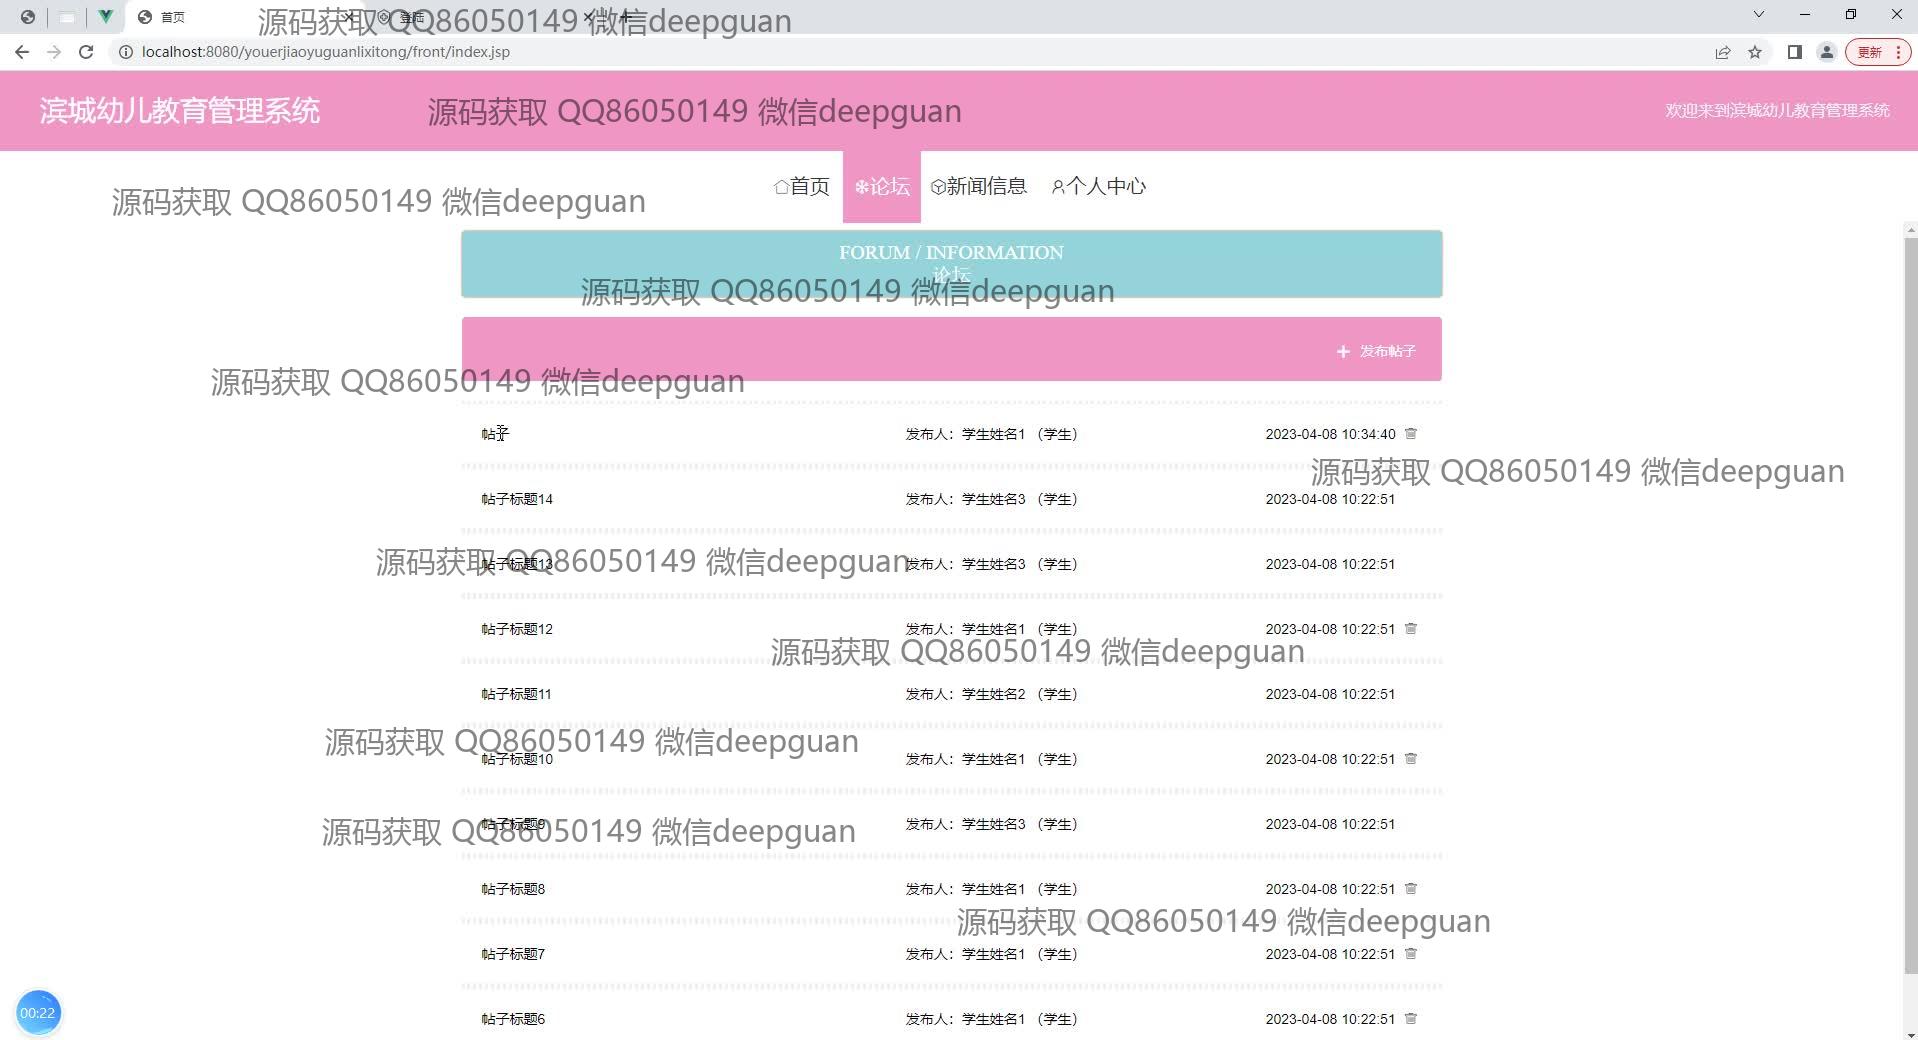 首页
登陆
源码获取 QQ86050149 微信deepguan
localhost:8080/youerjiaoyuguanlixitong/front/index.jsp
更新
滨城幼儿教育管理系统
源码获取 QQ86050149 微信deepguan
欢迎来到滨城幼儿教育管理系统
首页 论坛 新闻信息 个人中心
源码获取 QQ86050149 微信deepguan
FORUM / INFORMATION
论坛
源码获取 QQ86050149 微信deepguan
发布帖子
源码获取 QQ86050149 微信deepguan
帖子 发布人：学生姓名1 （学生） 2023-04-08 10:34:40
源码获取 QQ86050149 微信deepguan
帖子标题14 发布人：学生姓名3 （学生） 2023-04-08 10:22:51
源码获取 QQ86050149 微信deepguan
帖子标题13 发布人：学生姓名3 （学生） 2023-04-08 10:22:51
帖子标题12 发布人：学生姓名1 （学生） 2023-04-08 10:22:51
源码获取 QQ86050149 微信deepguan
帖子标题11 发布人：学生姓名2 （学生） 2023-04-08 10:22:51
源码获取 QQ86050149 微信deepguan
帖子标题10 发布人：学生姓名1 （学生） 2023-04-08 10:22:51
帖子标题9 发布人：学生姓名3 （学生） 2023-04-08 10:22:51
源码获取 QQ86050149 微信deepguan
帖子标题8 发布人：学生姓名1 （学生） 2023-04-08 10:22:51
源码获取 QQ86050149 微信deepguan
帖子标题7 发布人：学生姓名1 （学生） 2023-04-08 10:22:51
00:22
帖子标题6 发布人：学生姓名1 （学生） 2023-04-08 10:22:51